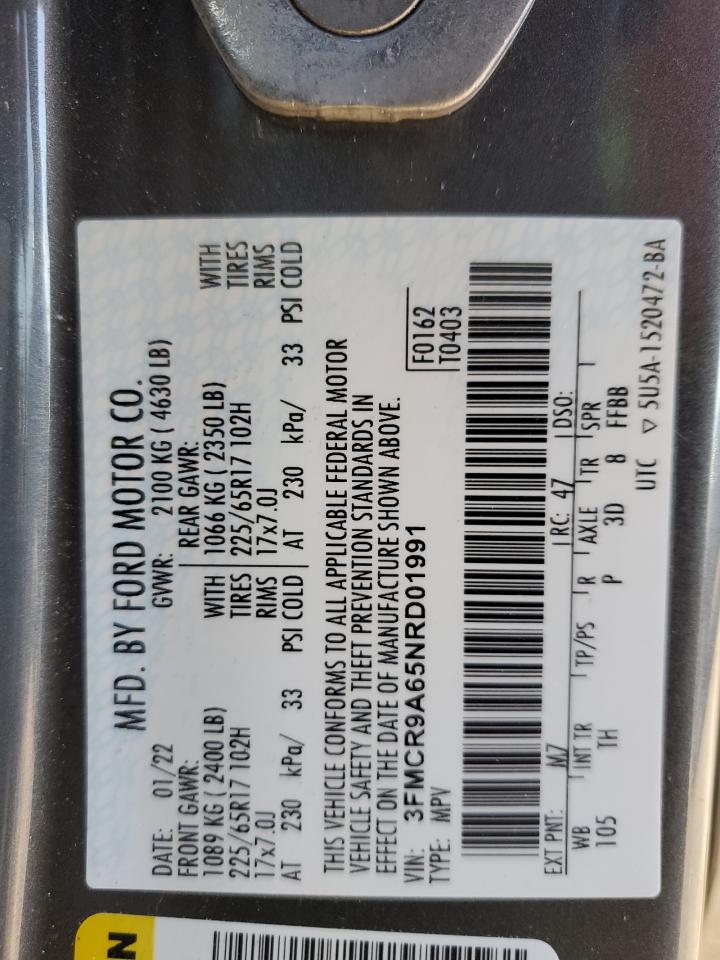 MFD. BY FORD MOTOR CO.
DATE: 01/22 GVWR: 2100 KG ( 4630 LB)
FRONT GAWR: REAR GAWR:
1089 KG ( 2400 LB) WITH 1066 KG ( 2350 LB) WITH
225/65R17 102H TIRES 225/65R17 102H TIRES
17x7.0J RIMS 17x7.0J RIMS
AT 230 kPa/ 33 PSI COLD AT 230 kPa/ 33 PSI COLD
THIS VEHICLE CONFORMS TO ALL APPLICABLE FEDERAL MOTOR
VEHICLE SAFETY AND THEFT PREVENTION STANDARDS IN
EFFECT ON THE DATE OF MANUFACTURE SHOWN ABOVE.
VIN: 3FMCR9A65NRD01991 F0162
TYPE: MPV T0403
EXT PNT: M7 RC: 47 DSO:
WB INT TR TP/PS R AXLE TR SPR
105 TH P 3D 8 FFBB
UTC ▽ 5U5A-1520472-BA
N